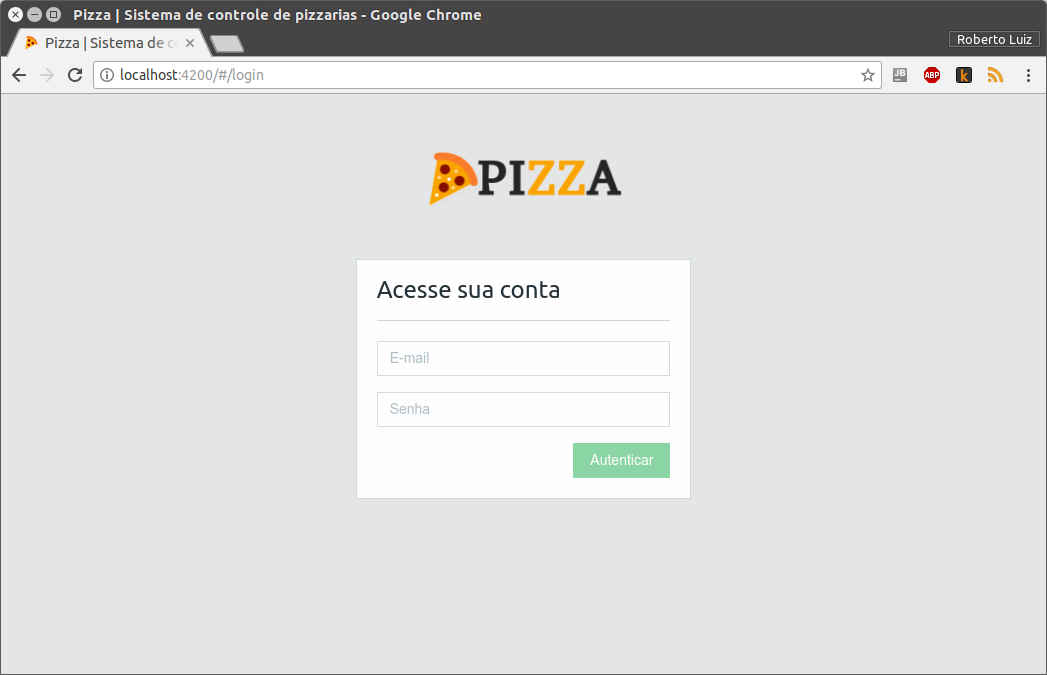 Pizza | Sistema de controle de pizzarias - Google Chrome
Pizza | Sistema de c
Roberto Luiz
localhost:4200/#/login
JB
ABP
k
PIZZA
Acesse sua conta
E-mail
Senha
Autenticar